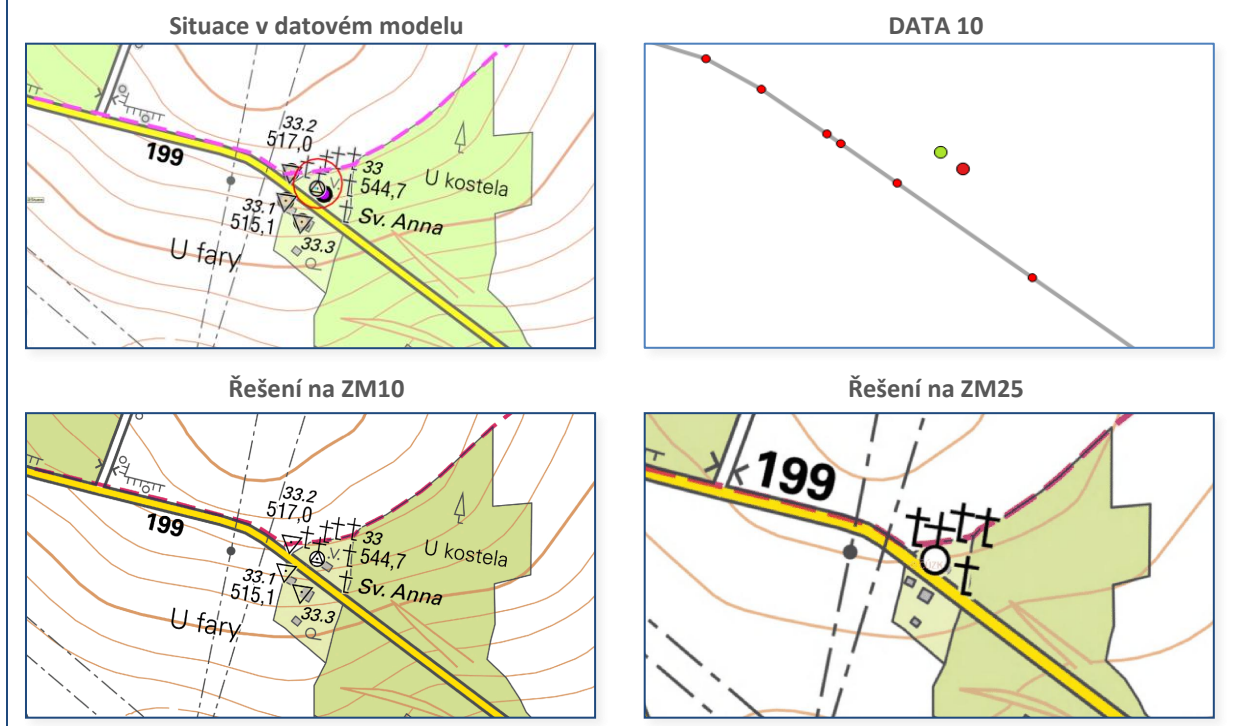 Situace v datovém modelu
DATA 10
33.2
517,0
199
33
544,7
U kostela
V.
33.1
515,1
Sv. Anna
U fary
33.3
Řešení na ZM10
Řešení na ZM25
33.2
517,0
199
33
544,7
U kostela
V.
33.1
515,1
Sv. Anna
U fary
33.3
199